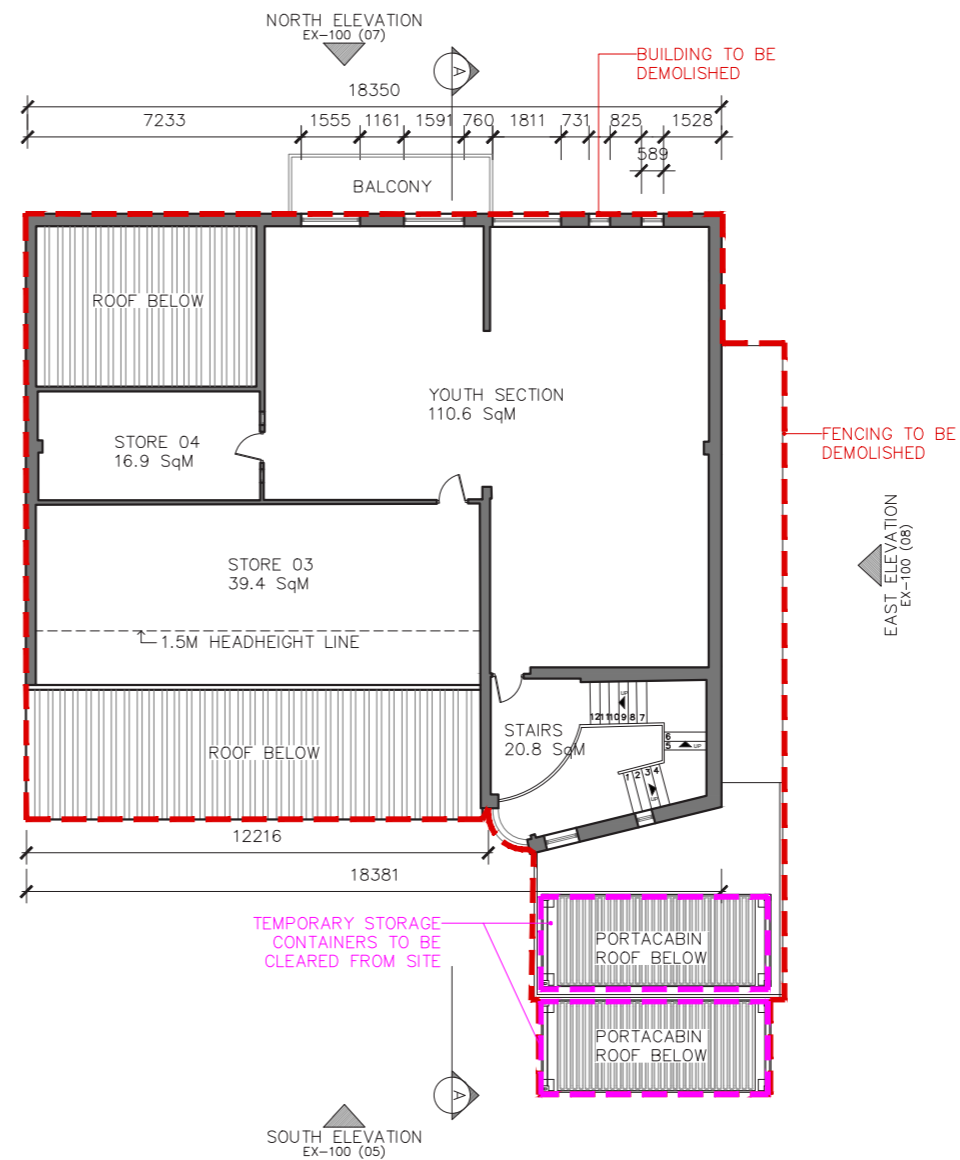 NORTH ELEVATION
EX-100 (07)
A
BUILDING TO BE
DEMOLISHED
18350
7233
1555
1161
1591
760
1811
731
825
1528
589
BALCONY
ROOF BELOW
YOUTH SECTION
110.6 SqM
STORE 04
16.9 SqM
FENCING TO BE
DEMOLISHED
EAST ELEVATION
EX-100 (08)
STORE 03
39.4 SqM
1.5M HEADHEIGHT LINE
UP
12 11 10 9 8 7
STAIRS
20.8 SqM
6
5
UP
ROOF BELOW
1 2 3 4
UP
12216
18381
TEMPORARY STORAGE
CONTAINERS TO BE
CLEARED FROM SITE
PORTACABIN
ROOF BELOW
PORTACABIN
ROOF BELOW
A
SOUTH ELEVATION
EX-100 (05)